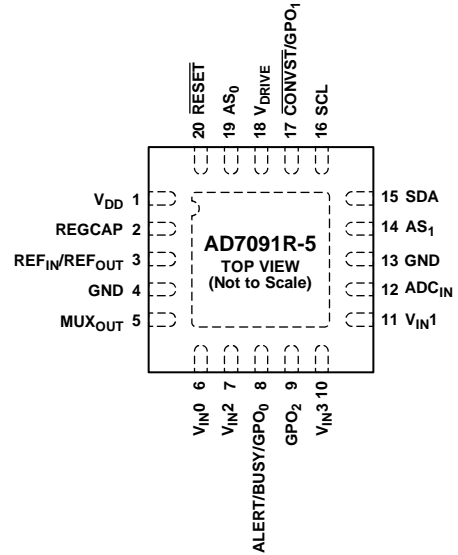 20 RESET
19 AS0
18 VDRIVE
17 CONVST/GPO1
16 SCL
VDD 1
REGCAP 2
REFIN/REFOUT 3
GND 4
MUXOUT 5
AD7091R-5
TOP VIEW
(Not to Scale)
15 SDA
14 AS1
13 GND
12 ADCIN
11 VIN1
VIN0 6
VIN2 7
ALERT/BUSY/GPO0 8
GPO2 9
VIN3 10